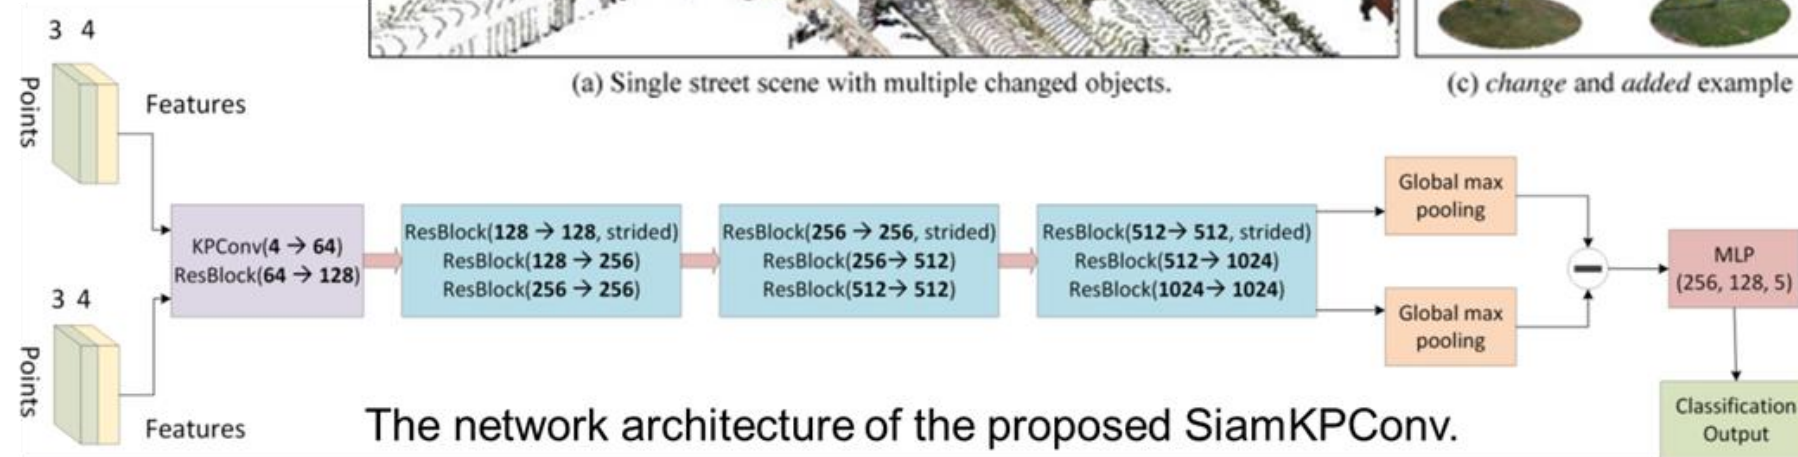 (a) Single street scene with multiple changed objects.
(c) change and added example
3 4
Points
Features
3 4
Points
Features
KPConv(4 → 64)
ResBlock(64 → 128)
ResBlock(128 → 128, strided)
ResBlock(128 → 256)
ResBlock(256 → 256)
ResBlock(256 → 256, strided)
ResBlock(256→ 512)
ResBlock(512→ 512)
ResBlock(512→ 512, strided)
ResBlock(512→ 1024)
ResBlock(1024→ 1024)
Global max
pooling
Global max
pooling
MLP
(256, 128, 5)
Classification
Output
The network architecture of the proposed SiamKPConv.